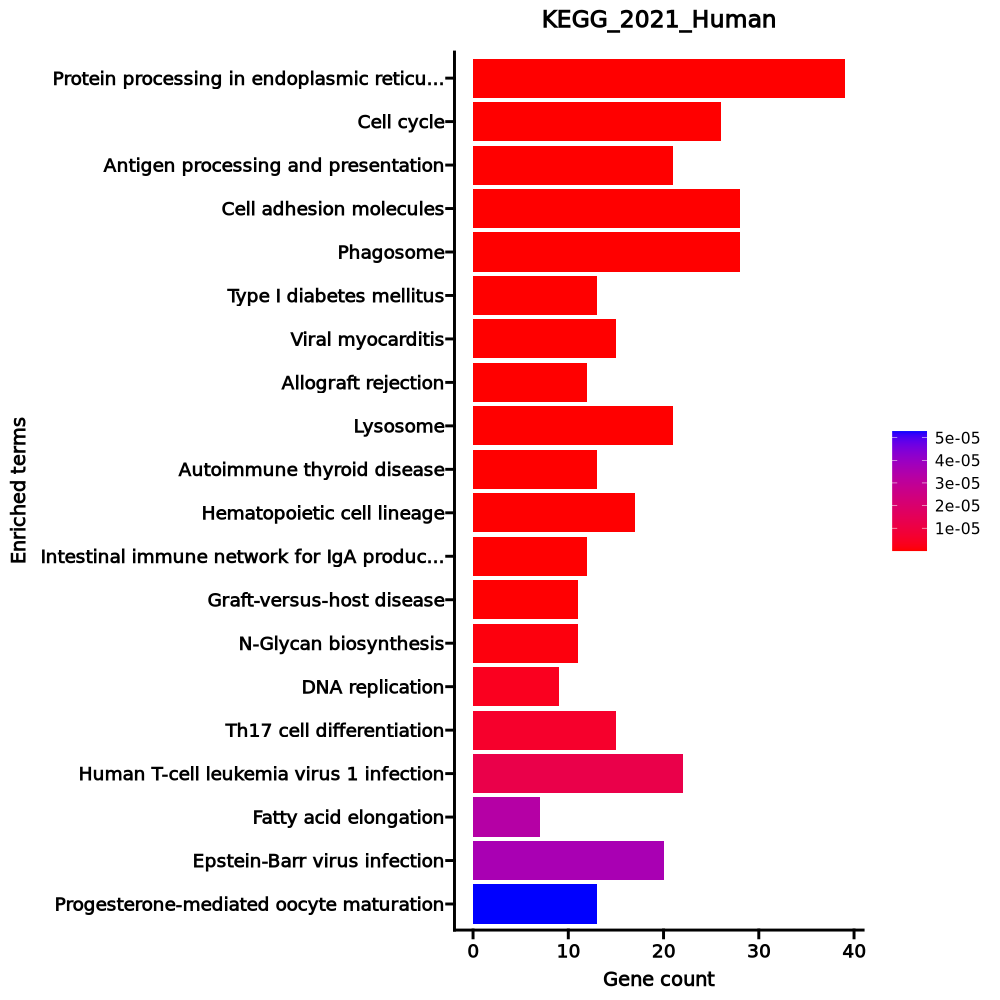 KEGG_2021_Human
Protein processing in endoplasmic reticu...
Cell cycle
Antigen processing and presentation
Cell adhesion molecules
Phagosome
Type I diabetes mellitus
Viral myocarditis
Allograft rejection
Lysosome
Autoimmune thyroid disease
Hematopoietic cell lineage
Intestinal immune network for IgA produc...
Graft-versus-host disease
N-Glycan biosynthesis
DNA replication
Th17 cell differentiation
Human T-cell leukemia virus 1 infection
Fatty acid elongation
Epstein-Barr virus infection
Progesterone-mediated oocyte maturation
Enriched terms
0 10 20 30 40
Gene count
5e-05
4e-05
3e-05
2e-05
1e-05